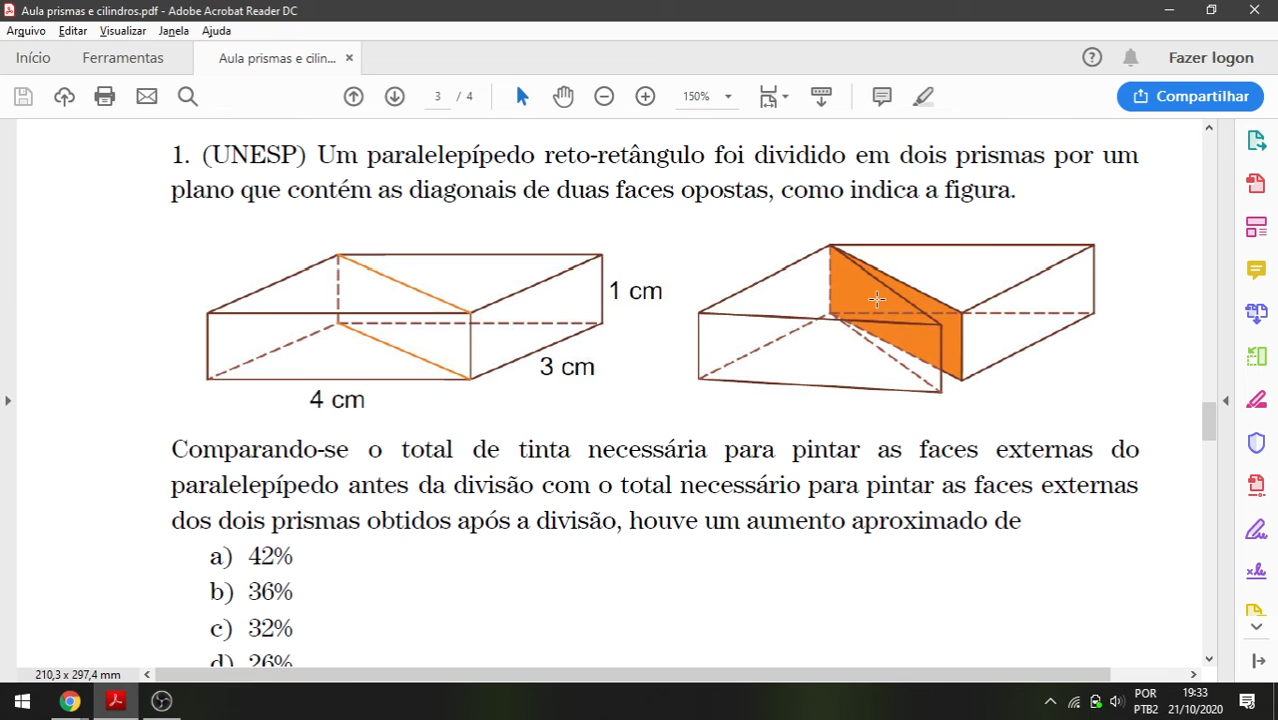 Aula prismas e cilindros.pdf - Adobe Acrobat Reader DC
Arquivo Editar Visualizar Janela Ajuda
Início Ferramentas Aula prismas e cilin... × Fazer logon
3 / 4 150% Compartilhar
1. (UNESP) Um paralelepípedo reto-retângulo foi dividido em dois prismas por um
plano que contém as diagonais de duas faces opostas, como indica a figura.
1 cm
3 cm
4 cm
Comparando-se o total de tinta necessária para pintar as faces externas do
paralelepípedo antes da divisão com o total necessário para pintar as faces externas
dos dois prismas obtidos após a divisão, houve um aumento aproximado de
a) 42%
b) 36%
c) 32%
d) 26%
210,3 x 297,4 mm
POR 19:33
PTB2 21/10/2020